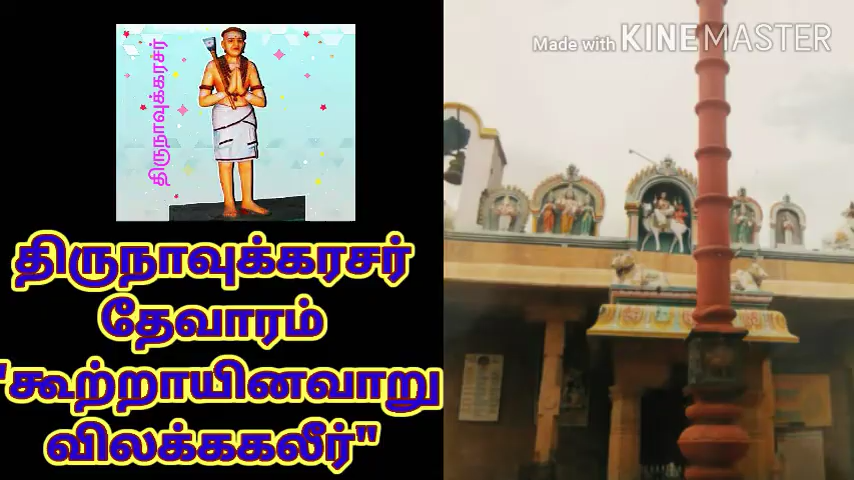 Made with KINEMASTER
திருநாவுக்கரசர்
திருநாவுக்கரசர்
தேவாரம்
"கூற்றாயினவாறு
விலக்ககலீர்"